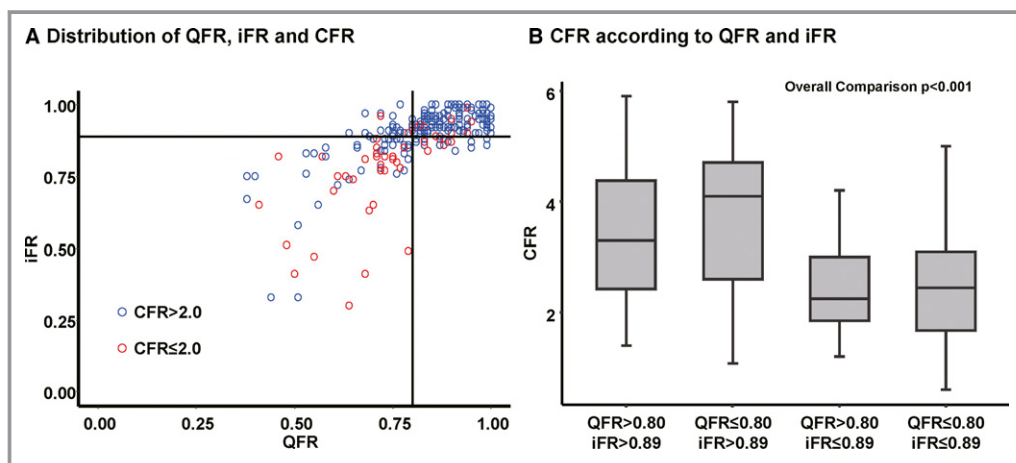 A Distribution of QFR, iFR and CFR
1.00
0.75
0.50
0.25
0.00
iFR
CFR>2.0
CFR≤2.0
0.00 0.25 0.50 0.75 1.00
QFR
B CFR according to QFR and iFR
Overall Comparison p<0.001
6
4
2
CFR
QFR>0.80 QFR≤0.80 QFR>0.80 QFR≤0.80
iFR>0.89 iFR>0.89 iFR≤0.89 iFR≤0.89